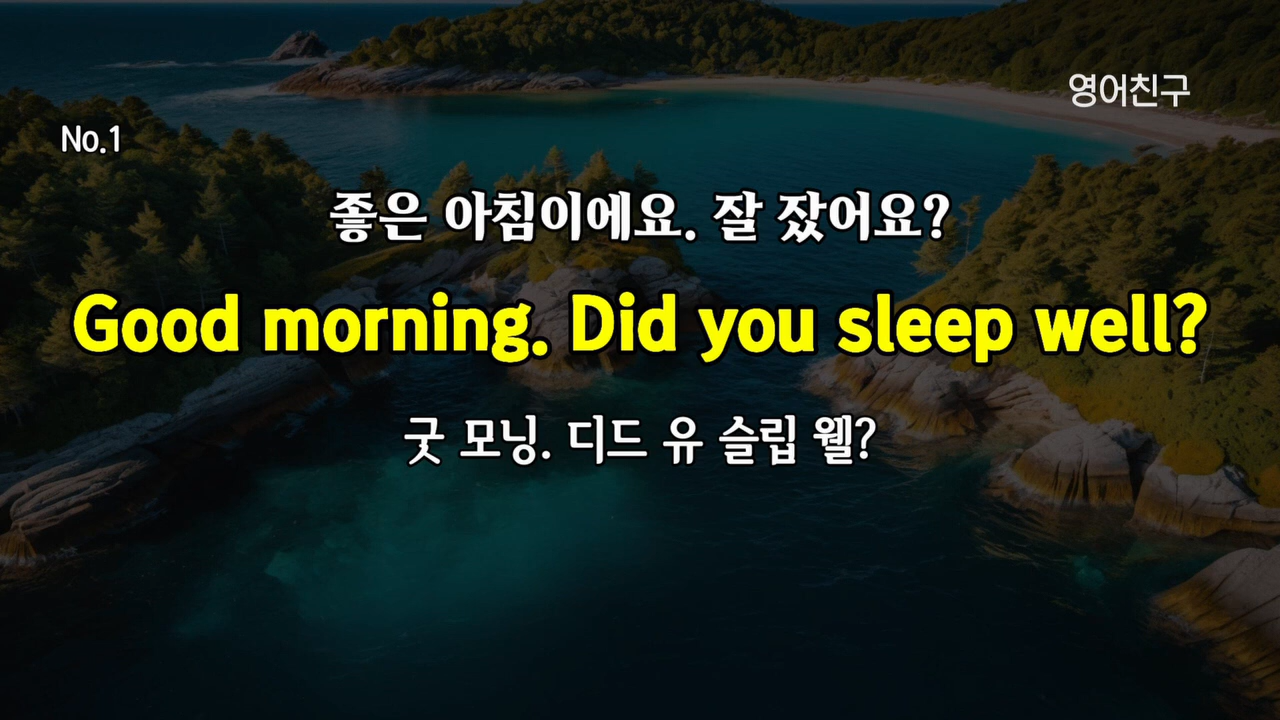 영어친구
No.1
좋은 아침이에요. 잘 잤어요?
Good morning. Did you sleep well?
굿 모닝. 디드 유 슬립 웰?